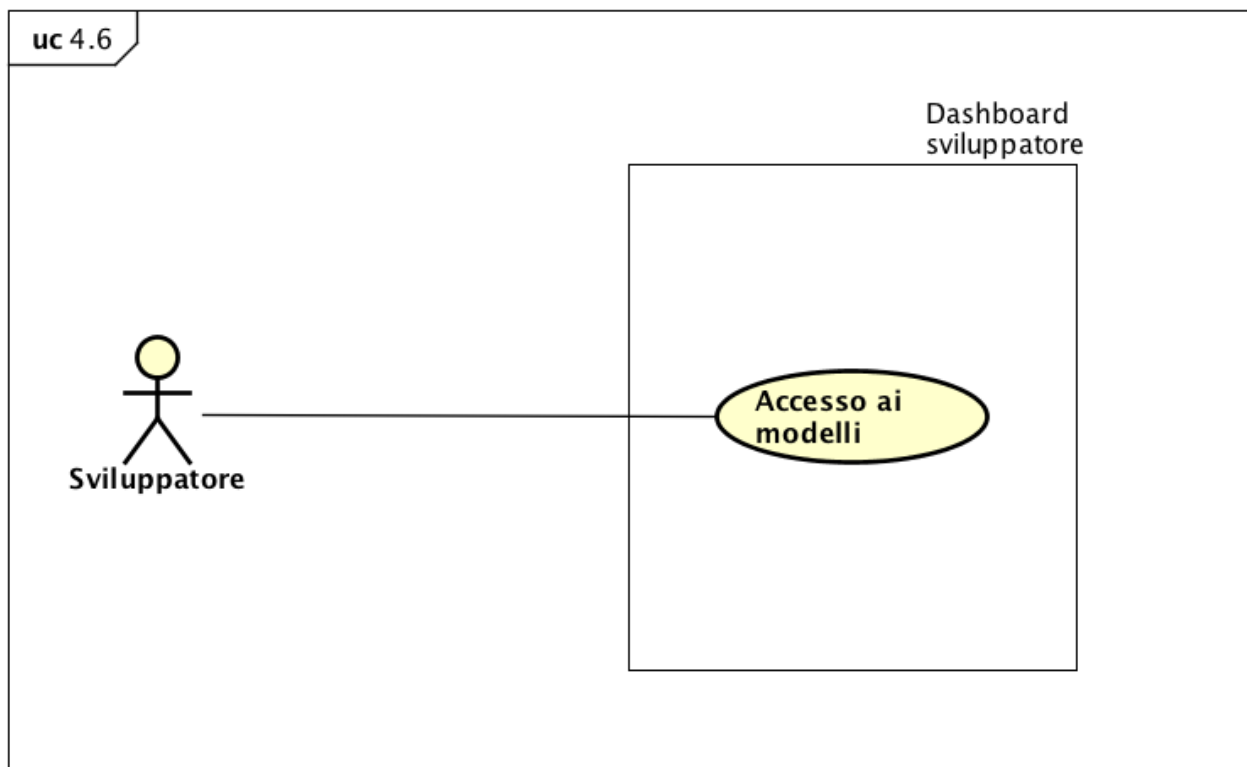 uc 4.6
Dashboard
sviluppatore
Accesso ai
modelli
Sviluppatore